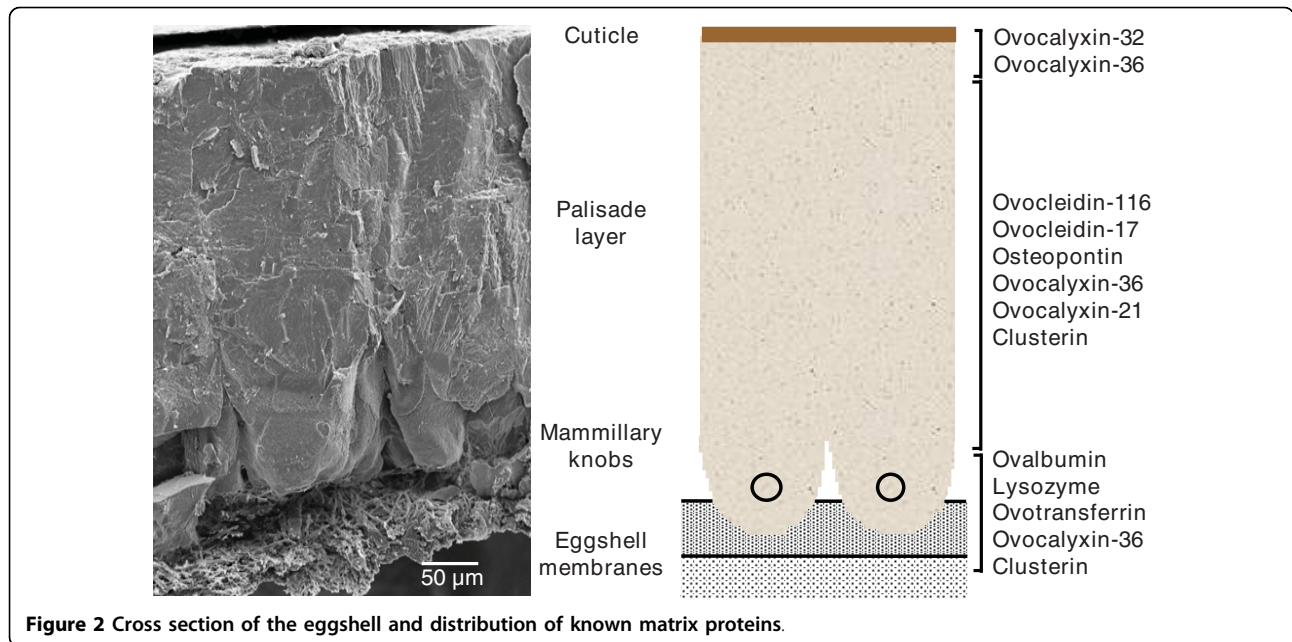 Cuticle
Palisade
layer
Mammillary
knobs
Eggshell
membranes
50 µm
Ovocalyxin-32
Ovocalyxin-36
Ovocleidin-116
Ovocleidin-17
Osteopontin
Ovocalyxin-36
Ovocalyxin-21
Clusterin
Ovalbumin
Lysozyme
Ovotransferrin
Ovocalyxin-36
Clusterin
Figure 2 Cross section of the eggshell and distribution of known matrix proteins.